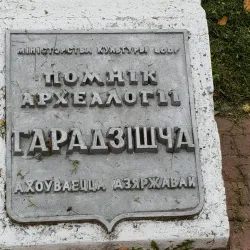 МІНІСТЭРСТВА КУЛЬТУРЫ БССР
ПОМНІК
АРХЕАЛОГІІ
ГАРАДЗІШЧА
АХОЎВАЕЦЦА ДЗЯРЖАВАЙ